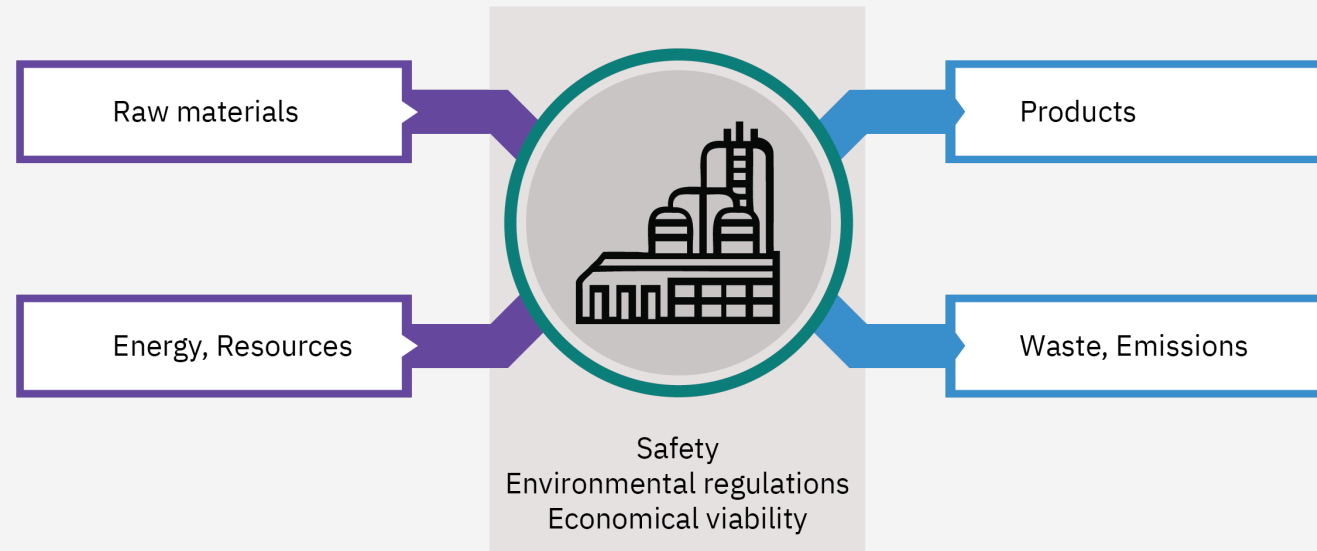 Raw materials
Products
Energy, Resources
Waste, Emissions
Safety
Environmental regulations
Economical viability